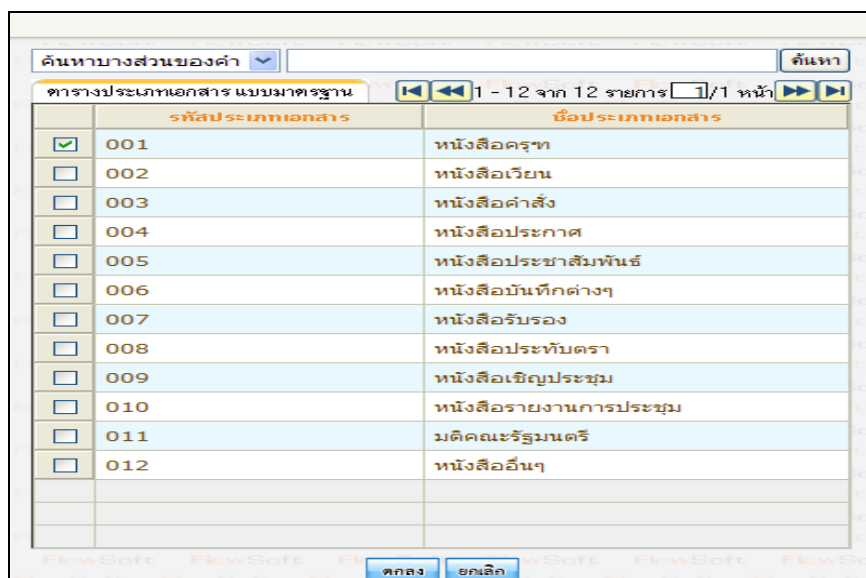 ค้นหาบางส่วนของคำ ค้นหา
ตารางประเภทเอกสาร แบบมาตรฐาน 1 - 12 จาก 12 รายการ 1/1 หน้า
รหัสประเภทเอกสาร ชื่อประเภทเอกสาร
001 หนังสือครุฑ
002 หนังสือเวียน
003 หนังสือคำสั่ง
004 หนังสือประกาศ
005 หนังสือประชาสัมพันธ์
006 หนังสือบันทึกต่างๆ
007 หนังสือรับรอง
008 หนังสือประทับตรา
009 หนังสือเชิญประชุม
010 หนังสือรายงานการประชุม
011 มติคณะรัฐมนตรี
012 หนังสืออื่นๆ
FlowSoft FlowSoft FlowSoft FlowSoft
ตกลง ยกเลิก